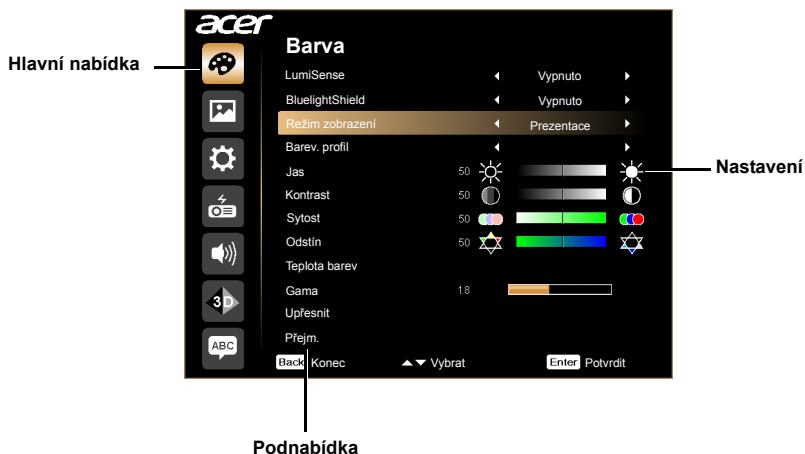 acer
Barva
Hlavní nabídka
LumiSense Vypnuto
BluelightShield Vypnuto
Režim zobrazení Prezentace
Barev. profil
Jas 50
Nastavení
Kontrast 50
Sytost 50
Odstín 50
Teplota barev
Gama 1.8
Upřesnit
Přejm.
3D
ABC
Back Konec Vybrat Enter Potvrdit
Podnabídka